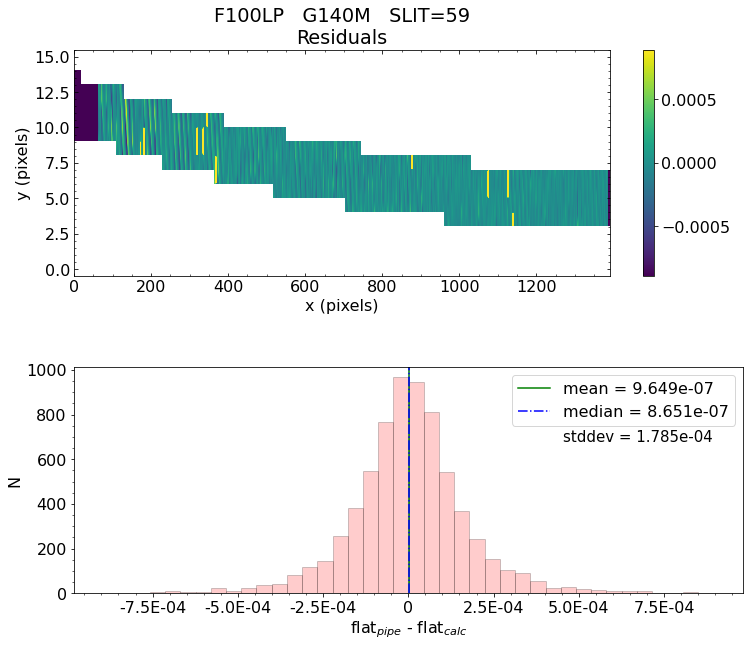 F100LP G140M SLIT=59
Residuals
15.0
12.5
10.0
7.5
5.0
2.5
0.0
y (pixels)
0 200 400 600 800 1000 1200
x (pixels)
0.0005
0.0000
−0.0005
1000
800
600
400
200
0
N
mean = 9.649e-07
median = 8.651e-07
stddev = 1.785e-04
-7.5E-04 -5.0E-04 -2.5E-04 0 2.5E-04 5.0E-04 7.5E-04
flat_pipe - flat_calc